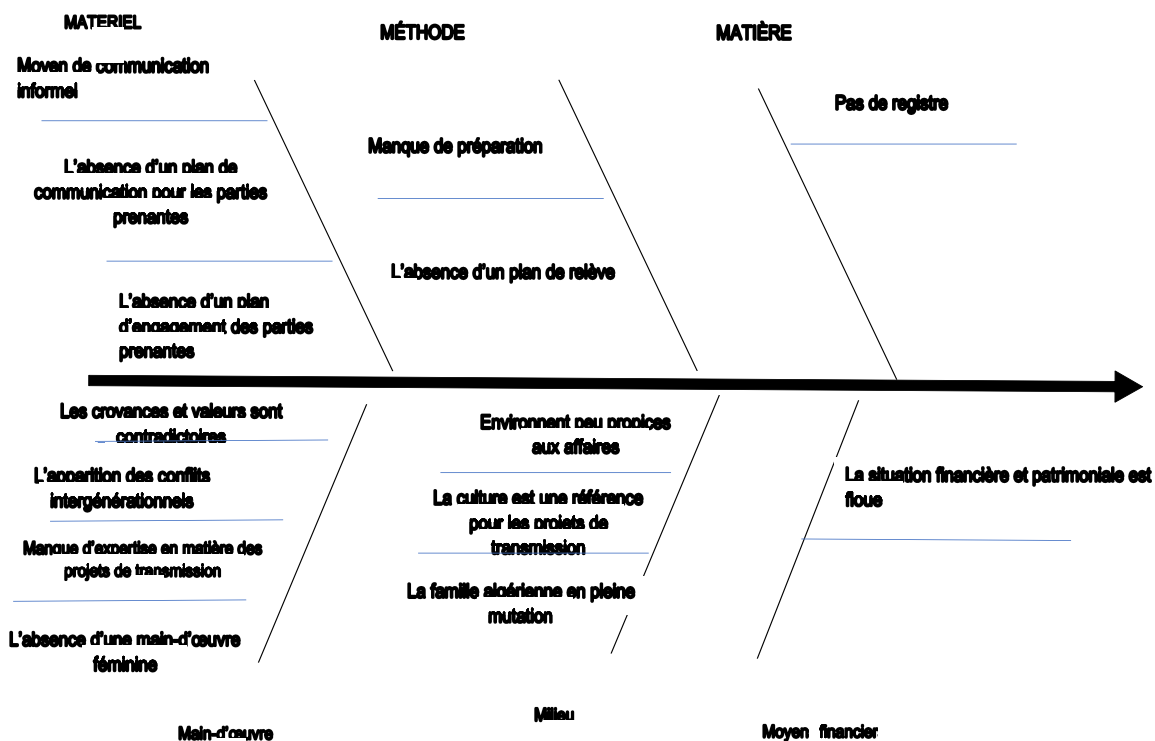 MATERIEL
MÉTHODE
MATIÈRE
Moyen de communication
informel
Pas de registre
Manque de préparation
L'absence d'un plan de
communication pour les parties
prenantes
L'absence d'un plan de relève
L'absence d'un plan
d'engagement des parties
prenantes
Les croyances et valeurs sont
contradictoires
Environnent peu propices
aux affaires
L'apparition des conflits
intergénérationnels
La situation financière et patrimoniale est
floue
La culture est une référence
pour les projets de
transmission
Manque d'expertise en matière des
projets de transmission
La famille algérienne en pleine
mutation
L'absence d'une main-d'œuvre
féminine
Milieu
Main-d'œuvre
Moyen financier